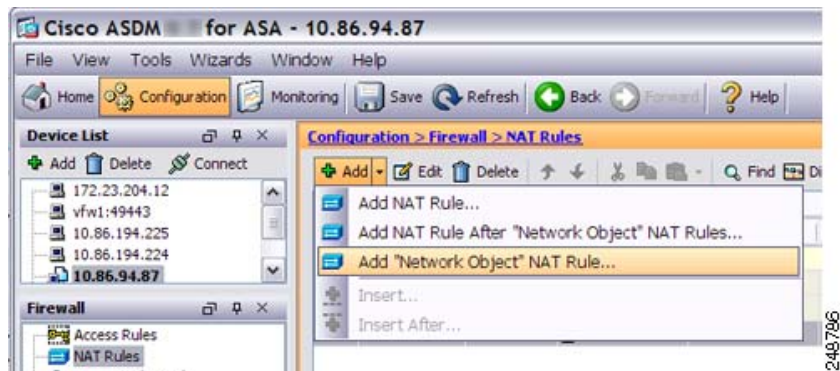 Cisco ASDM for ASA - 10.86.94.87
File View Tools Wizards Window Help
Home Configuration Monitoring Save Refresh Back Forward Help
Device List
Add Delete Connect
172.23.204.12
vfw1:49443
10.86.194.225
10.86.194.224
10.86.94.87
Firewall
Access Rules
NAT Rules
Configuration > Firewall > NAT Rules
Add Edit Delete Find Di
Add NAT Rule...
Add NAT Rule After "Network Object" NAT Rules...
Add "Network Object" NAT Rule...
Insert...
Insert After...
248786